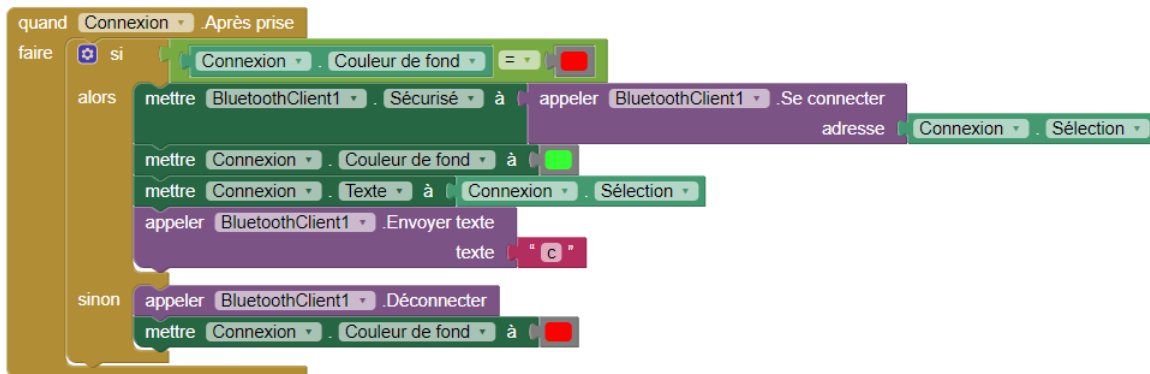 quand Connexion .Après prise
faire si Connexion . Couleur de fond =
alors mettre BluetoothClient1 . Sécurisé à appeler BluetoothClient1 .Se connecter
adresse Connexion . Sélection
mettre Connexion . Couleur de fond à
mettre Connexion . Texte à Connexion . Sélection
appeler BluetoothClient1 .Envoyer texte
texte " c "
sinon appeler BluetoothClient1 .Déconnecter
mettre Connexion . Couleur de fond à